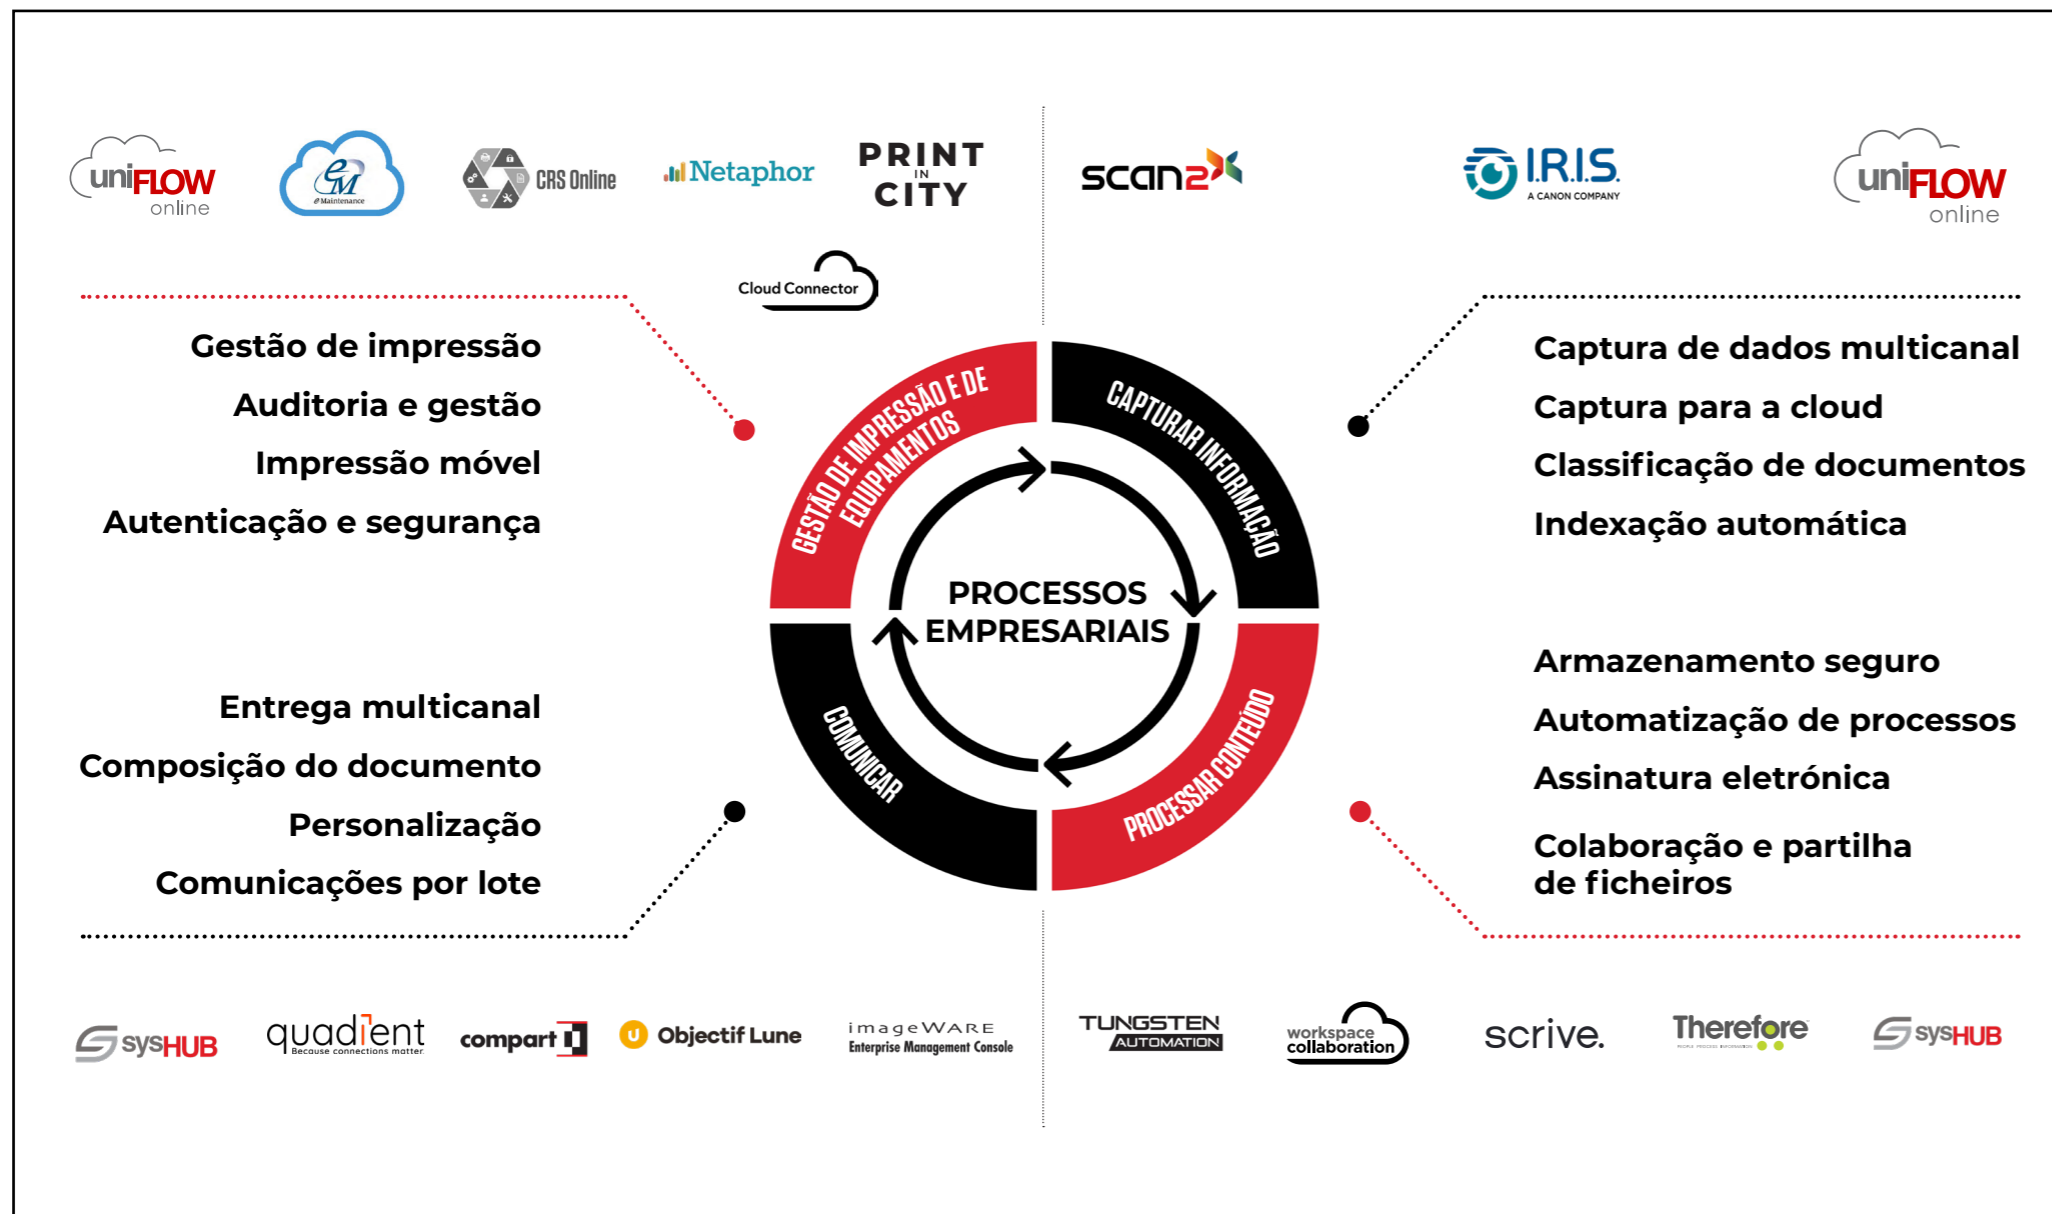 uniFLOW
online
eM
e Maintenance
CRS Online
Netaphor
PRINT
IN
CITY
Cloud Connector
scan2x
I.R.I.S.
A CANON COMPANY
uniFLOW
online
Gestão de impressão
Auditoria e gestão
Impressão móvel
Autenticação e segurança
Captura de dados multicanal
Captura para a cloud
Classificação de documentos
Indexação automática
GESTÃO DE IMPRESSÃO E DE
EQUIPAMENTOS
CAPTURAR INFORMAÇÃO
PROCESSOS
EMPRESARIAIS
COMUNICAR
PROCESSAR CONTEÚDO
Entrega multicanal
Composição do documento
Personalização
Comunicações por lote
Armazenamento seguro
Automatização de processos
Assinatura eletrónica
Colaboração e partilha
de ficheiros
sysHUB
quadient
Because connections matter.
compart
Objectif Lune
imageWARE
Enterprise Management Console
TUNGSTEN
AUTOMATION
workspace
collaboration
scrive.
Therefore
PEOPLE PROCESS INFORMATION
sysHUB